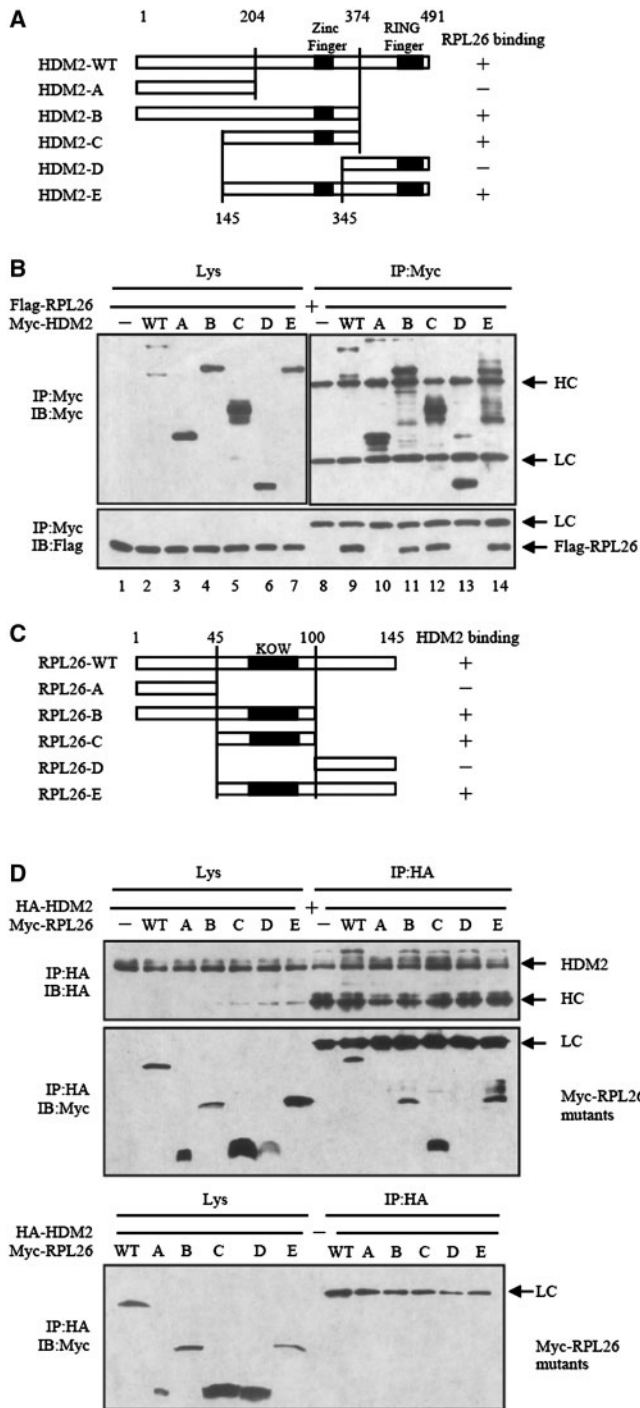 A
1 204 374 491
Zinc Finger RING Finger RPL26 binding
HDM2-WT +
HDM2-A −
HDM2-B +
HDM2-C +
HDM2-D −
HDM2-E +
145 345
B
Lys IP:Myc
Flag-RPL26 +
Myc-HDM2 − WT A B C D E − WT A B C D E
IP:Myc
IB:Myc
HC
LC
IP:Myc
IB:Flag
LC
Flag-RPL26
1 2 3 4 5 6 7 8 9 10 11 12 13 14
C
1 45 100 145 HDM2 binding
KOW
RPL26-WT +
RPL26-A −
RPL26-B +
RPL26-C +
RPL26-D −
RPL26-E +
D
Lys IP:HA
HA-HDM2 +
Myc-RPL26 − WT A B C D E − WT A B C D E
IP:HA
IB:HA
HDM2
HC
LC
IP:HA
IB:Myc
Myc-RPL26
mutants
Lys IP:HA
HA-HDM2 −
Myc-RPL26 WT A B C D E WT A B C D E
LC
IP:HA
IB:Myc
Myc-RPL26
mutants